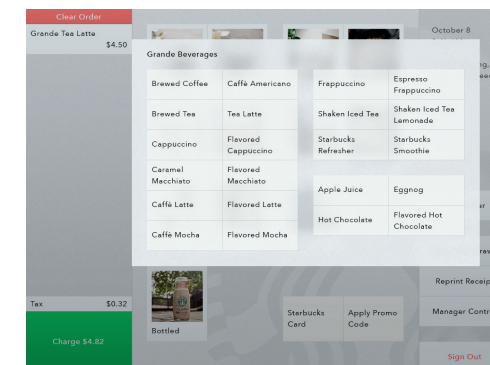 Clear Order
Grande Tea Latte
$4.50
October 8
Grande Beverages
Brewed Coffee
Caffè Americano
Brewed Tea
Tea Latte
Cappuccino
Flavored
Cappuccino
Caramel
Macchiato
Flavored
Macchiato
Caffè Latte
Flavored Latte
Caffè Mocha
Flavored Mocha
Frappuccino
Espresso
Frappuccino
Shaken Iced Tea
Shaken Iced Tea
Lemonade
Starbucks
Refresher
Starbucks
Smoothie
Apple Juice
Eggnog
Hot Chocolate
Flavored Hot
Chocolate
Bottled
Starbucks
Card
Apply Promo
Code
Reprint Receip
Manager Contr
Sign Out
Tax
$0.32
Charge $4.82